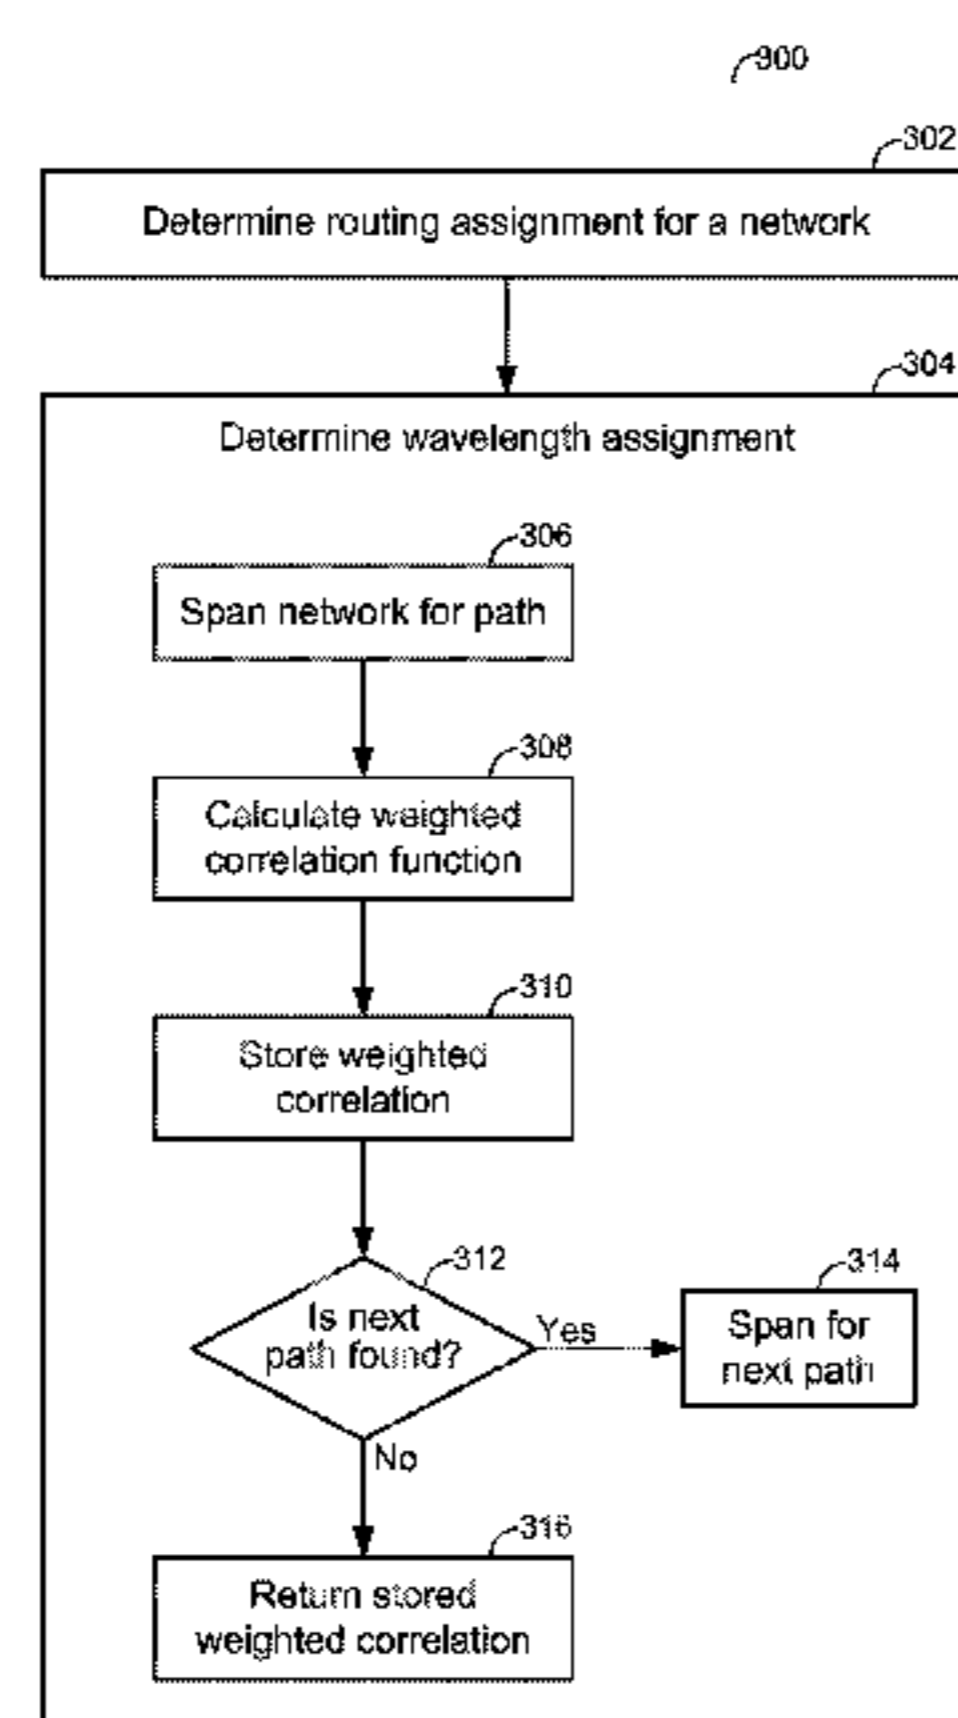 300
302
Determine routing assignment for a network
304
Determine wavelength assignment
306
Span network for path
308
Calculate weighted
correlation function
310
Store weighted
correlation
312
Is next
path found?
Yes
314
Span for
next path
No
316
Return stored
weighted correlation